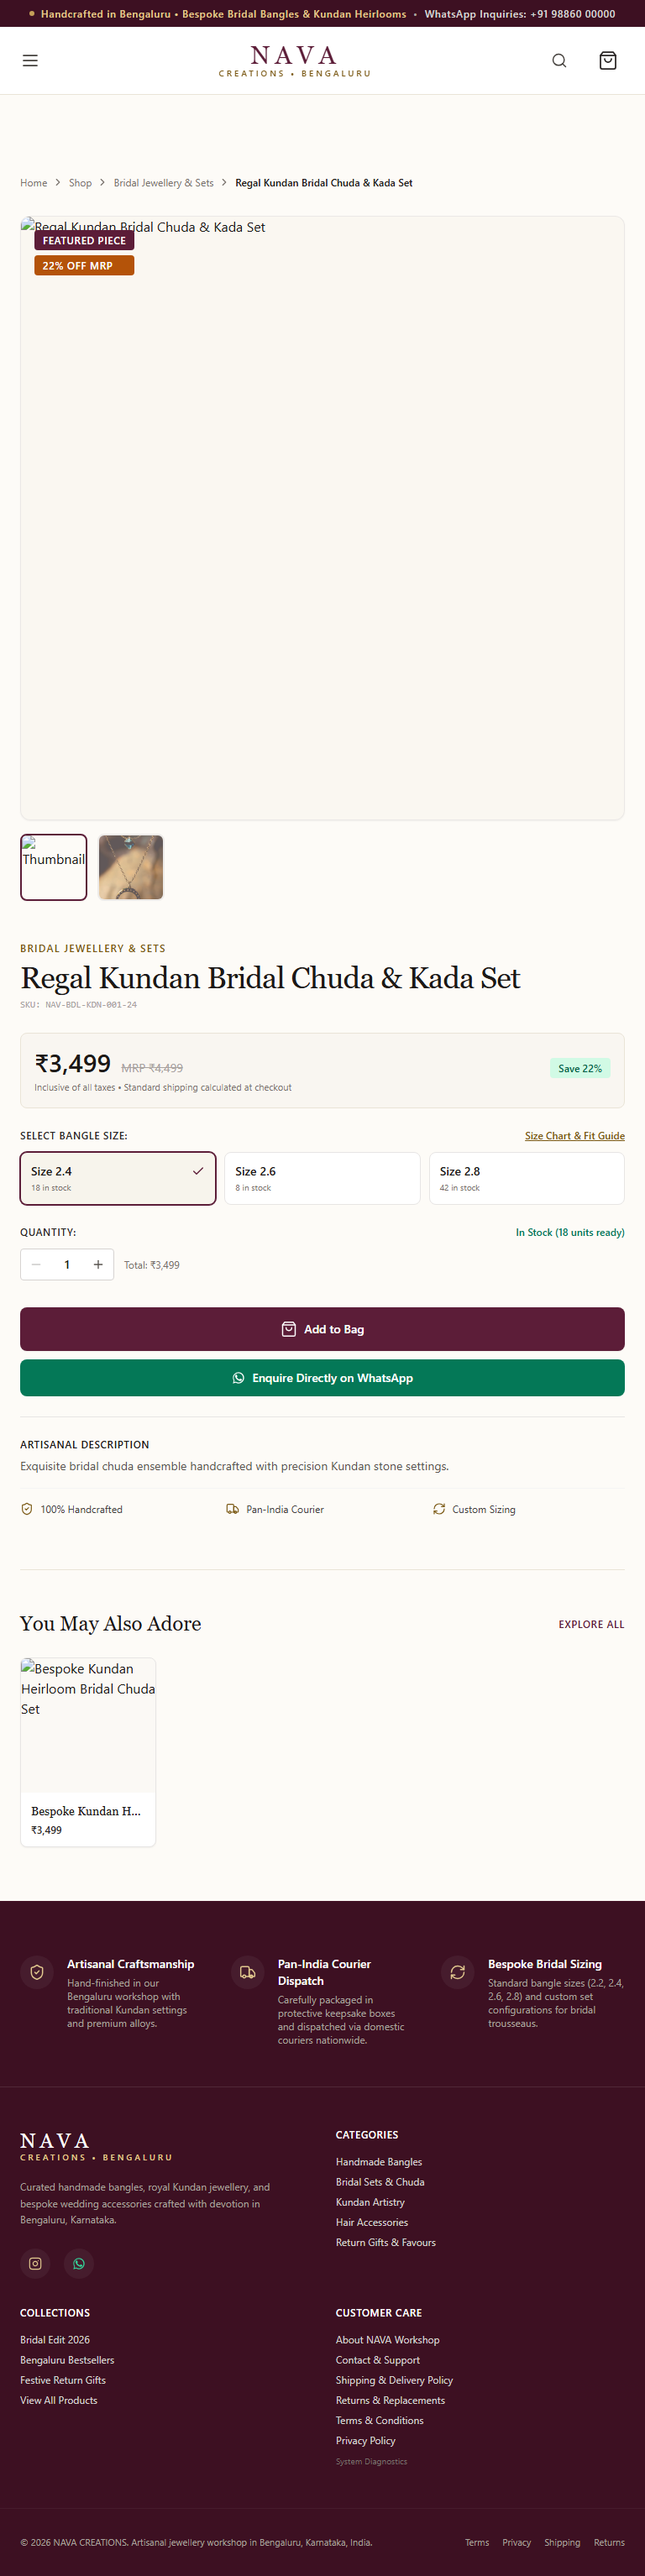 Handcrafted in Bengaluru • Bespoke Bridal Bangles & Kundan Heirlooms • WhatsApp Inquiries: +91 98860 00000
NAVA
CREATIONS • BENGALURU
Home > Shop > Bridal Jewellery & Sets > Regal Kundan Bridal Chuda & Kada Set
Regal Kundan Bridal Chuda & Kada Set
FEATURED PIECE
22% OFF MRP
Thumbnail
BRIDAL JEWELLERY & SETS
Regal Kundan Bridal Chuda & Kada Set
SKU: NAV-BDL-KDN-001-24
₹3,499 MRP ₹4,499
Save 22%
Inclusive of all taxes • Standard shipping calculated at checkout
SELECT BANGLE SIZE:
Size Chart & Fit Guide
Size 2.4
18 in stock
Size 2.6
8 in stock
Size 2.8
42 in stock
QUANTITY:
In Stock (18 units ready)
1
Total: ₹3,499
Add to Bag
Enquire Directly on WhatsApp
ARTISANAL DESCRIPTION
Exquisite bridal chuda ensemble handcrafted with precision Kundan stone settings.
100% Handcrafted
Pan-India Courier
Custom Sizing
You May Also Adore
EXPLORE ALL
Bespoke Kundan
Heirloom Bridal Chuda
Set
Bespoke Kundan H...
₹3,499
Artisanal Craftsmanship
Hand-finished in our
Bengaluru workshop with
traditional Kundan settings
and premium alloys.
Pan-India Courier
Dispatch
Carefully packaged in
protective keepsake boxes
and dispatched via domestic
couriers nationwide.
Bespoke Bridal Sizing
Standard bangle sizes (2.2, 2.4,
2.6, 2.8) and custom set
configurations for bridal
trousseaus.
NAVA
CREATIONS • BENGALURU
Curated handmade bangles, royal Kundan jewellery, and
bespoke wedding accessories crafted with devotion in
Bengaluru, Karnataka.
CATEGORIES
Handmade Bangles
Bridal Sets & Chuda
Kundan Artistry
Hair Accessories
Return Gifts & Favours
COLLECTIONS
Bridal Edit 2026
Bengaluru Bestsellers
Festive Return Gifts
View All Products
CUSTOMER CARE
About NAVA Workshop
Contact & Support
Shipping & Delivery Policy
Returns & Replacements
Terms & Conditions
Privacy Policy
System Diagnostics
© 2026 NAVA CREATIONS. Artisanal jewellery workshop in Bengaluru, Karnataka, India.
Terms Privacy Shipping Returns